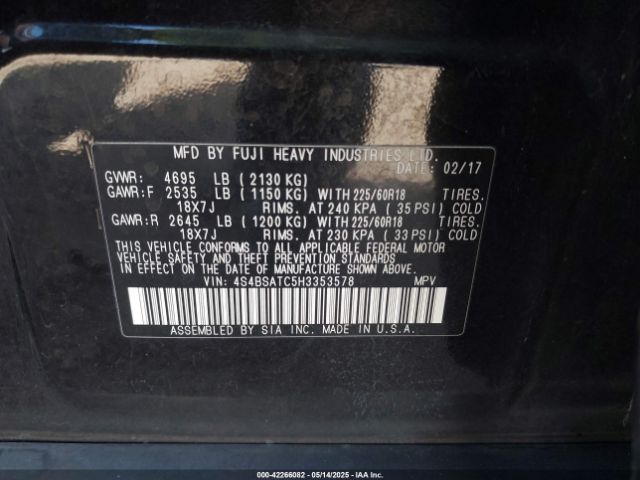 MFD BY FUJI HEAVY INDUSTRIES LTD.
DATE: 02/17
GVWR: 4695 LB ( 2130 KG)
GAWR:F 2535 LB ( 1150 KG) WITH 225/60R18 TIRES.
18X7J RIMS. AT 240 KPA ( 35 PSI) COLD
GAWR:R 2645 LB ( 1200 KG) WITH 225/60R18 TIRES.
18X7J RIMS. AT 230 KPA ( 33 PSI) COLD
THIS VEHICLE CONFORMS TO ALL APPLICABLE FEDERAL MOTOR
VEHICLE SAFETY AND THEFT PREVENTION STANDARDS
IN EFFECT ON THE DATE OF MANUFACTURE SHOWN ABOVE.
VIN: 4S4BSATC5H3353578 MPV
ASSEMBLED BY SIA INC. MADE IN U.S.A.
000-42266082 - 05/14/2025 - IAA Inc.